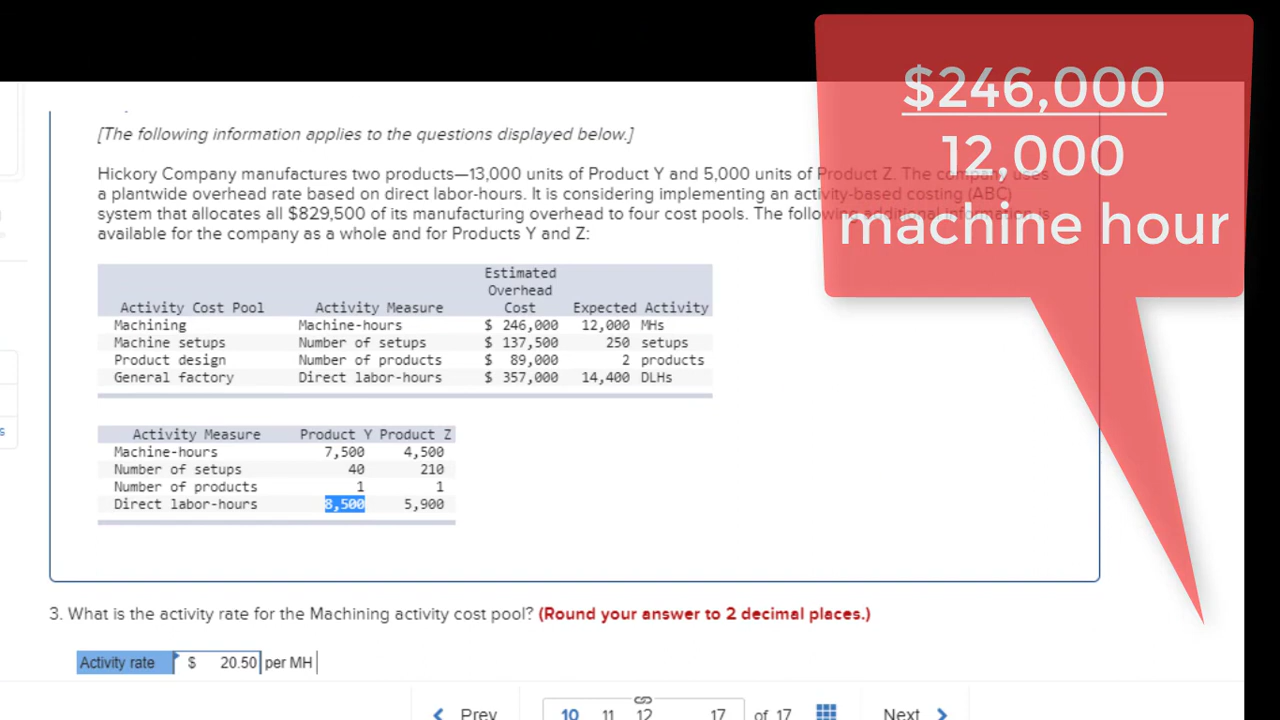 $246,000
12,000
machine hour
[The following information applies to the questions displayed below.]
Hickory Company manufactures two products—13,000 units of Product Y and 5,000 units of Product Z. The company uses
a plantwide overhead rate based on direct labor-hours. It is considering implementing an activity-based costing (ABC)
system that allocates all $829,500 of its manufacturing overhead to four cost pools. The following additional information is
available for the company as a whole and for Products Y and Z:
Estimated
Overhead
Activity Cost Pool Activity Measure Cost Expected Activity
Machining Machine-hours $ 246,000 12,000 MHs
Machine setups Number of setups $ 137,500 250 setups
Product design Number of products $ 89,000 2 products
General factory Direct labor-hours $ 357,000 14,400 DLHs
Activity Measure Product Y Product Z
Machine-hours 7,500 4,500
Number of setups 40 210
Number of products 1 1
Direct labor-hours 8,500 5,900
s
3. What is the activity rate for the Machining activity cost pool? (Round your answer to 2 decimal places.)
Activity rate $ 20.50 per MH
Prev 10 11 12 17 of 17 Next